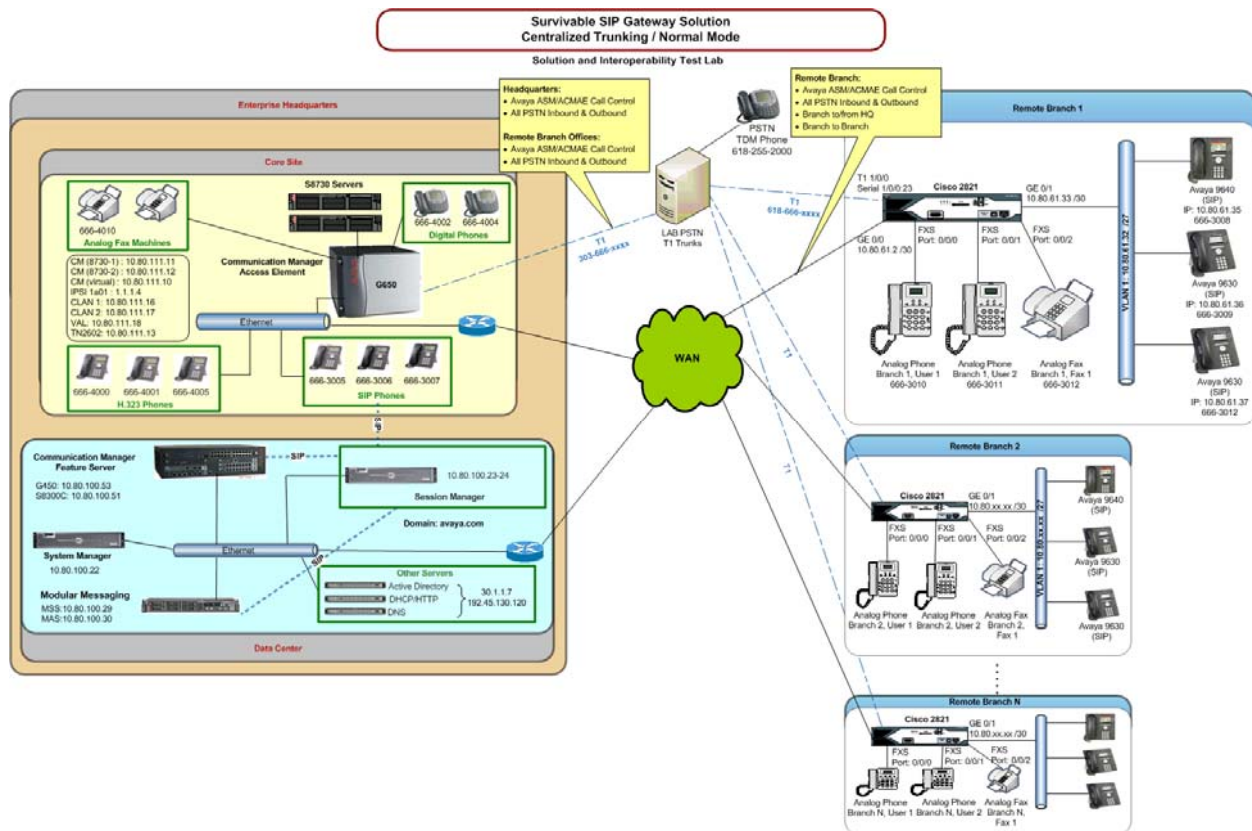 Survivable SIP Gateway Solution
Centralized Trunking / Normal Mode
Solution and Interoperability Test Lab
Enterprise Headquarters
Core Site
S8730 Servers
666-4010
Analog Fax Machines
666-4002
666-4004
Digital Phones
Communication Manager
Access Element
G650
CM (8730-1) : 10.80.111.11
CM (8730-2) : 10.80.111.12
CM (virtual) : 10.80.111.10
IPSI 1a01 : 1.1.1.4
CLAN 1: 10.80.111.16
CLAN 2: 10.80.111.17
VAL: 10.80.111.18
TN2602: 10.80.111.13
Ethernet
666-4000
666-4001
666-4005
H.323 Phones
666-3005
666-3006
666-3007
SIP Phones
SIP
Communication Manager
Feature Server
G450: 10.80.100.53
S8300C: 10.80.100.51
SIP
10.80.100.23-24
Session Manager
Domain: avaya.com
System Manager
10.80.100.22
Ethernet
SIP
Modular Messaging
MSS:10.80.100.29
MAS:10.80.100.30
Other Servers
Active Directory
DHCP/HTTP
DNS
30.1.1.7
192.45.130.120
Data Center
Headquarters:
• Avaya ASM/ACMAE Call Control
• All PSTN Inbound & Outbound
Remote Branch Offices:
• Avaya ASM/ACMAE Call Control
• All PSTN Inbound & Outbound
T1
303-666-xxxx
PSTN
TDM Phone
618-255-2000
LAB PSTN
T1 Trunks
Remote Branch:
• Avaya ASM/ACMAE Call Control
• All PSTN Inbound & Outbound
• Branch to/from HQ
• Branch to Branch
T1
618-666-xxxx
T1
T1
WAN
Remote Branch 1
T1 1/0/0
Serial 1/0/0:23
Cisco 2821
GE 0/1
10.80.61.33 /30
GE 0/0
10.80.61.2 /30
FXS
Port: 0/0/0
FXS
Port: 0/0/1
FXS
Port: 0/0/2
Analog Phone
Branch 1, User 1
666-3010
Analog Phone
Branch 1, User 2
666-3011
Analog Fax
Branch 1, Fax 1
666-3012
VLAN 1: 10.80.61.32 /27
Avaya 9640
(SIP)
IP: 10.80.61.35
666-3008
Avaya 9630
(SIP)
IP: 10.80.61.36
666-3009
Avaya 9630
(SIP)
IP: 10.80.61.37
666-3012
Remote Branch 2
Cisco 2821
GE 0/1
10.80.xx.xx /30
FXS
Port: 0/0/0
FXS
Port: 0/0/1
FXS
Port: 0/0/2
Analog Phone
Branch 2, User 1
Analog Phone
Branch 2, User 2
Analog Fax
Branch 2,
Fax 1
VLAN 1: 10.80.xx.xx /27
Avaya 9640
(SIP)
Avaya 9630
(SIP)
Avaya 9630
(SIP)
Remote Branch N
Cisco 2821
GE 0/1
10.80.xx.xx /30
FXS
Port: 0/0/0
FXS
Port: 0/0/1
FXS
Port: 0/0/2
Analog Phone
Branch N, User 1
Analog Phone
Branch N, User 2
Analog Fax
Branch N,
Fax 1